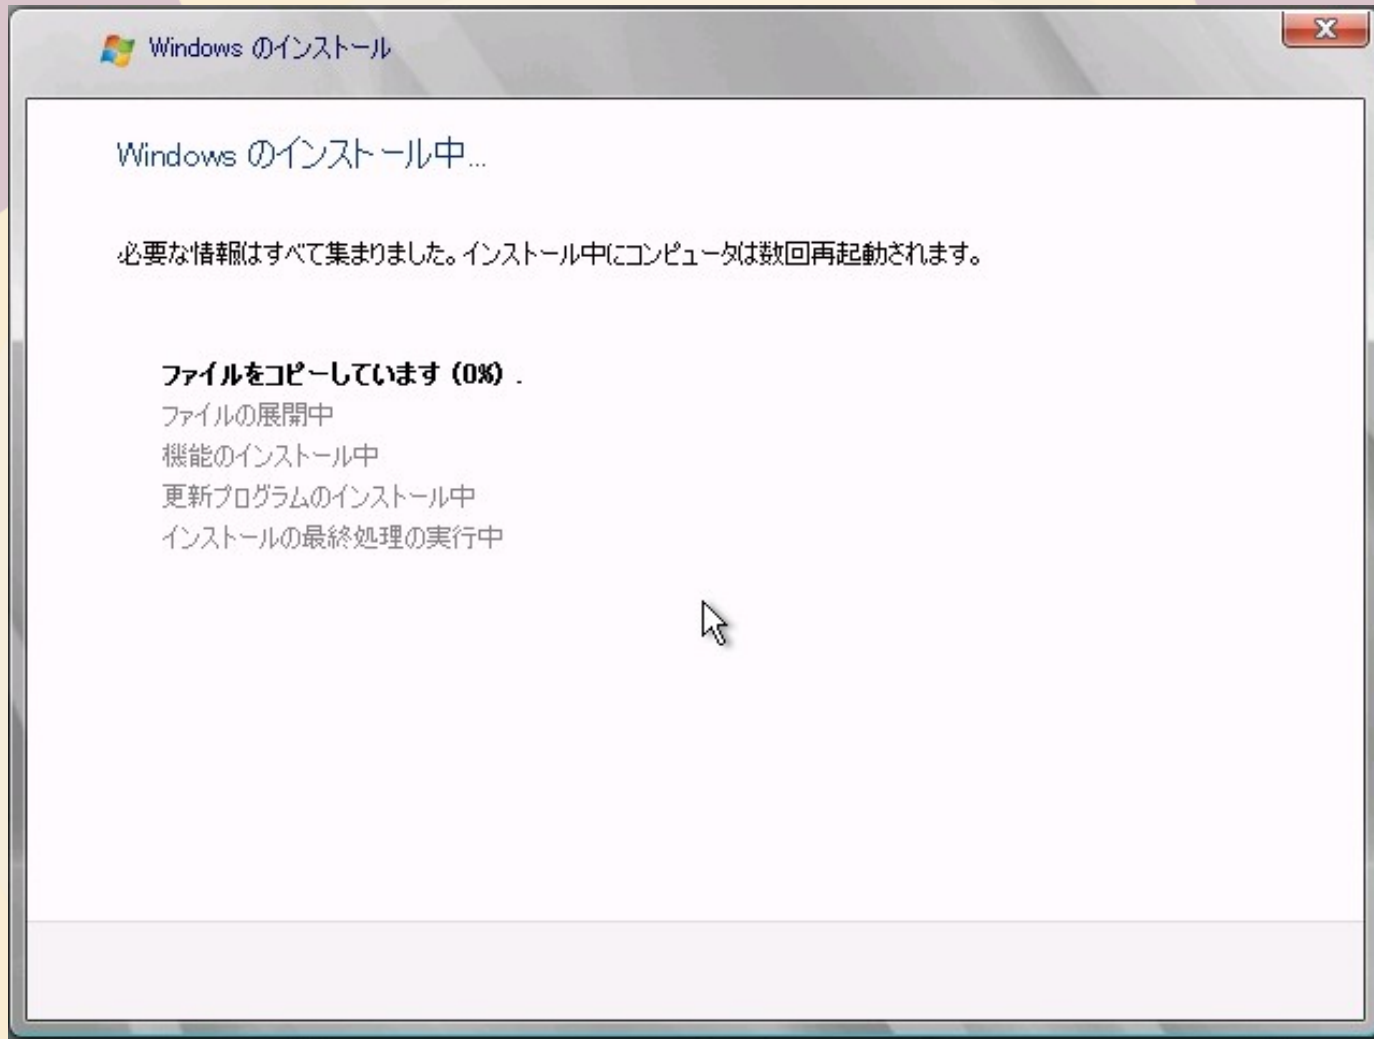 Windows のインストール
Windows のインストール中...
必要な情報はすべて集まりました。インストール中にコンピュータは数回再起動されます。
ファイルをコピーしています (0%) .
ファイルの展開中
機能のインストール中
更新プログラムのインストール中
インストールの最終処理の実行中